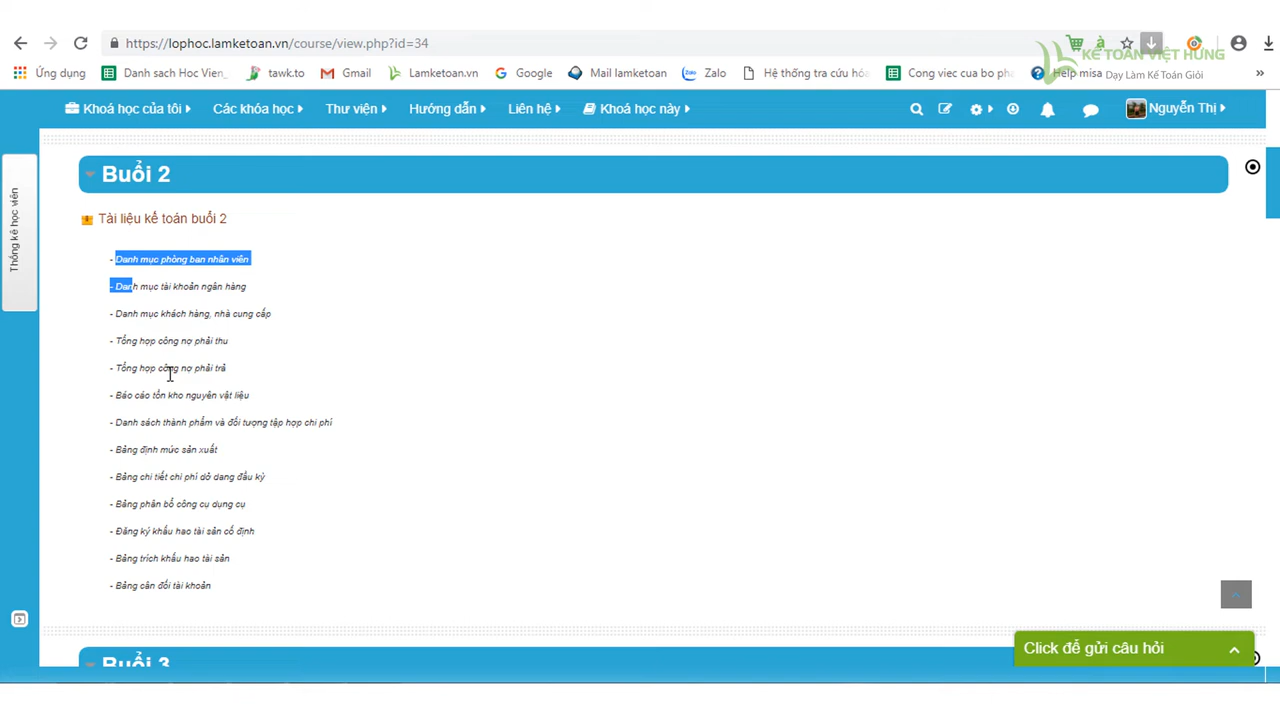 https://lophoc.lamketoan.vn/course/view.php?id=34
KẾ TOÁN VIỆT HƯNG
Dạy Làm Kế Toán Giỏi
Ứng dụng
Danh sach Hoc Vien_
tawk.to
Gmail
Lamketoan.vn
Google
Mail lamketoan
Zalo
Hệ thống tra cứu hóa
Cong viec cua bo ph
Help misa
»
Khoá học của tôi
Các khóa học
Thư viện
Hướng dẫn
Liên hệ
Khoá học này
Nguyễn Thị
Thống kê học viên
Buổi 2
Tài liệu kế toán buổi 2
- Danh mục phòng ban nhân viên
- Danh mục tài khoản ngân hàng
- Danh mục khách hàng, nhà cung cấp
- Tổng hợp công nợ phải thu
- Tổng hợp công nợ phải trả
- Báo cáo tồn kho nguyên vật liệu
- Danh sách thành phẩm và đối tượng tập hợp chi phí
- Bảng định mức sản xuất
- Bảng chi tiết chi phí dở dang đầu kỳ
- Bảng phân bổ công cụ dụng cụ
- Đăng ký khấu hao tài sản cố định
- Bảng trích khấu hao tài sản
- Bảng cân đối tài khoản
Click để gửi câu hỏi
Buổi 3